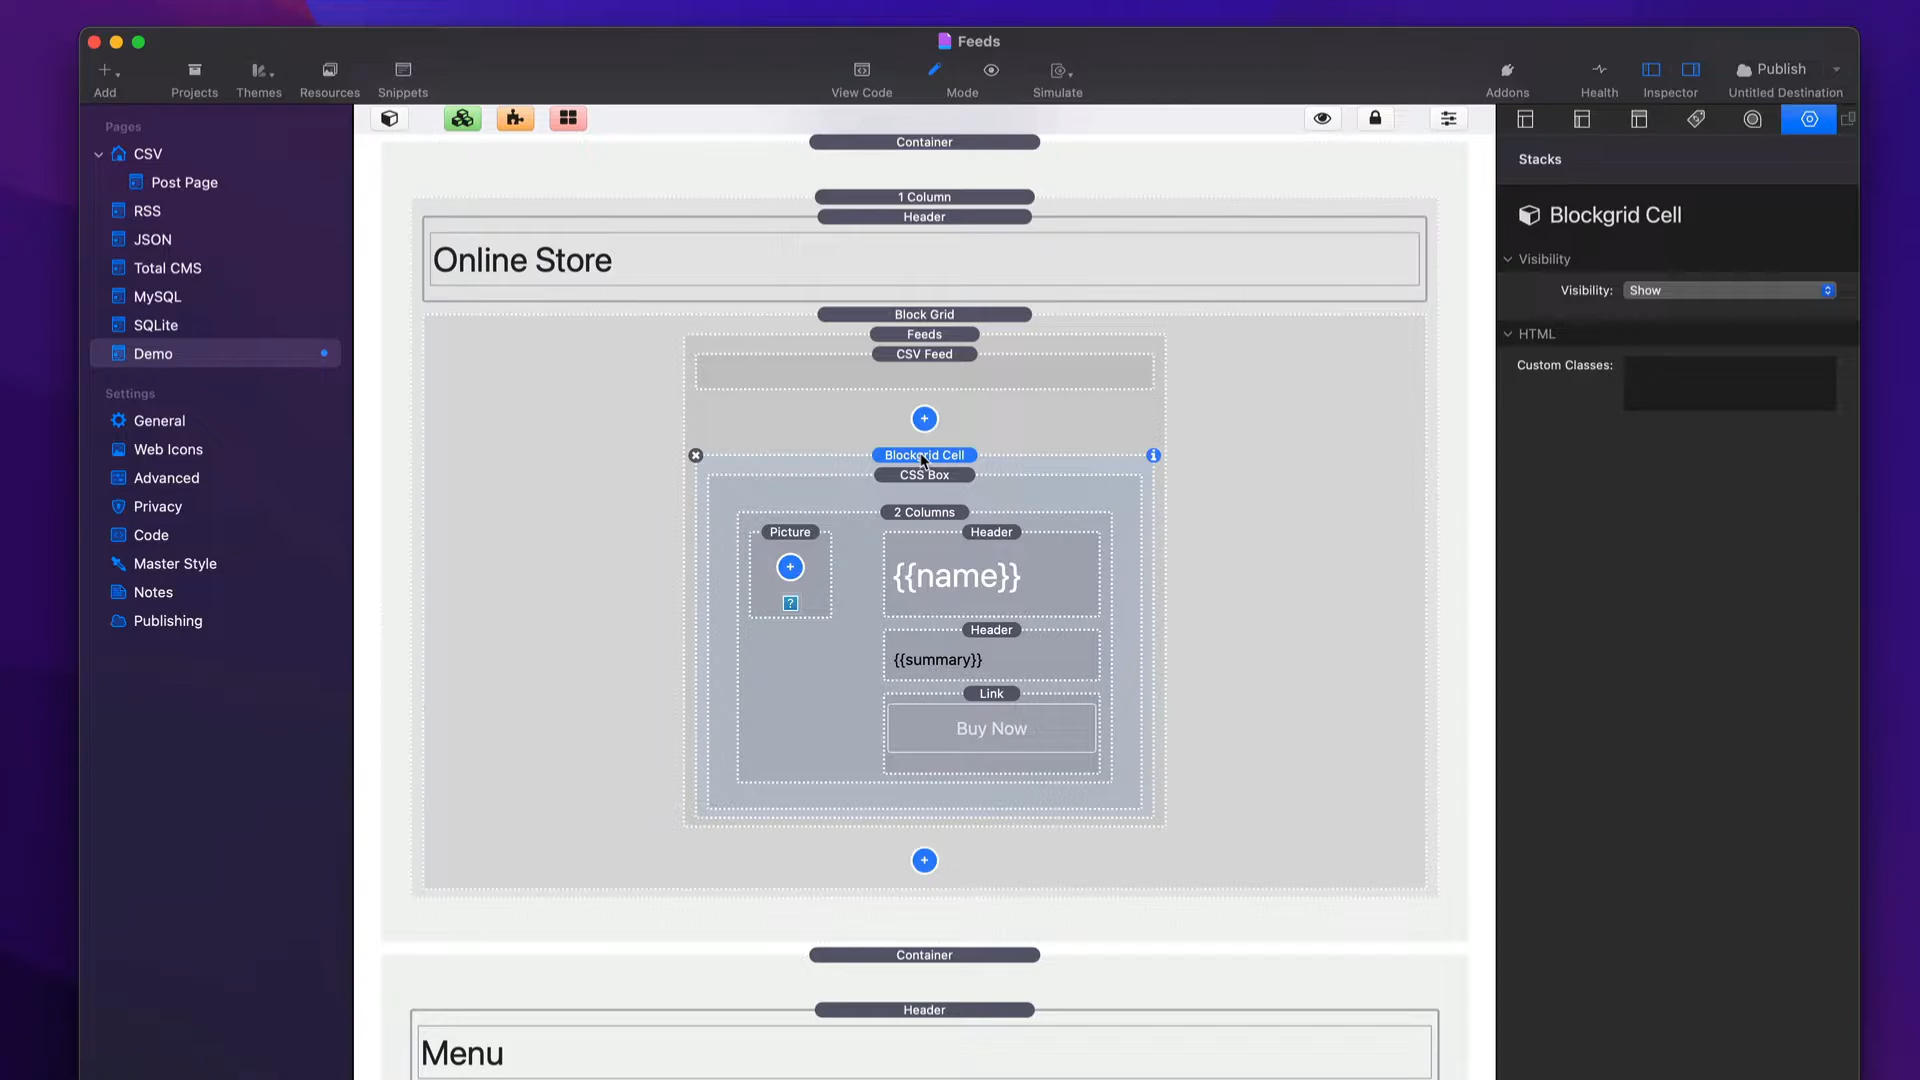 Feeds
Add
Projects
Themes
Resources
Snippets
View Code
Mode
Simulate
Addons
Health
Inspector
Publish
Untitled Destination
Pages
CSV
Post Page
RSS
JSON
Total CMS
MySQL
SQLite
Demo
Settings
General
Web Icons
Advanced
Privacy
Code
Master Style
Notes
Publishing
Container
1 Column
Header
Online Store
Block Grid
Feeds
CSV Feed
Blockgrid Cell
CSS Box
2 Columns
Picture
?
Header
{{name}}
Header
{{summary}}
Link
Buy Now
Container
Header
Menu
Stacks
Blockgrid Cell
Visibility
Visibility: Show
HTML
Custom Classes: